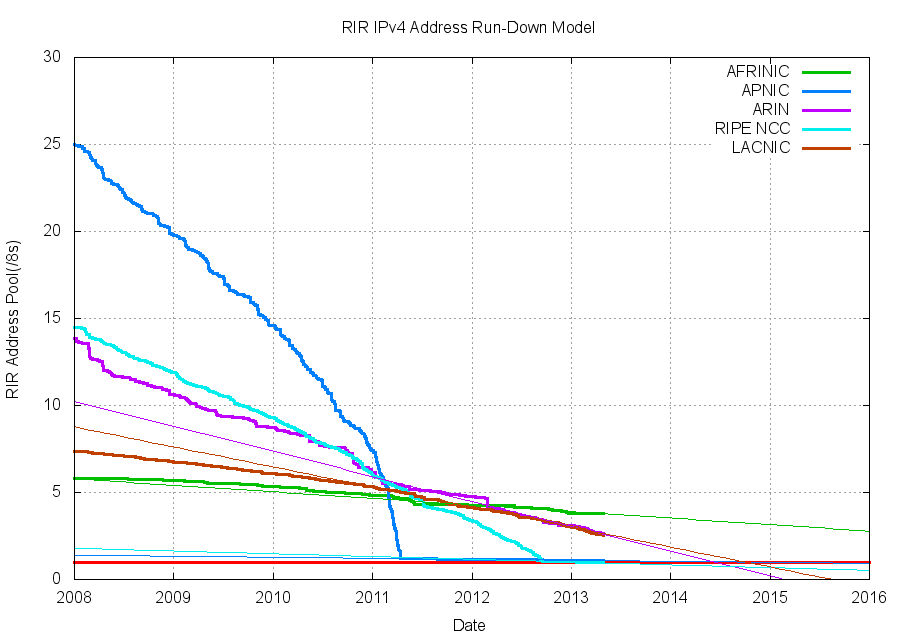 RIR IPv4 Address Run-Down Model
30
25
20
15
10
5
0
RIR Address Pool(/8s)
AFRINIC
APNIC
ARIN
RIPE NCC
LACNIC
2008 2009 2010 2011 2012 2013 2014 2015 2016
Date